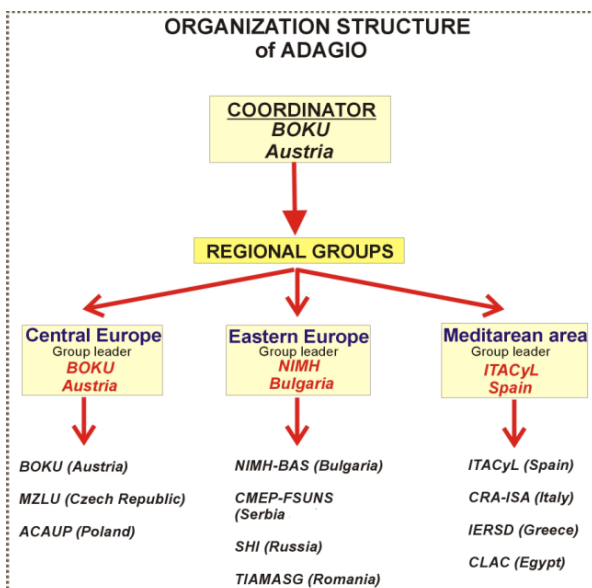 ORGANIZATION STRUCTURE
of ADAGIO
COORDINATOR
BOKU
Austria
REGIONAL GROUPS
Central Europe
Group leader
BOKU
Austria
Eastern Europe
Group leader
NIMH
Bulgaria
Meditarean area
Group leader
ITACyL
Spain
BOKU (Austria)
MZLU (Czech Republic)
ACAUP (Poland)
NIMH-BAS (Bulgaria)
CMEP-FSUNS
(Serbia
SHI (Russia)
TIAMASG (Romania)
ITACyL (Spain)
CRA-ISA (Italy)
IERSD (Greece)
CLAC (Egypt)